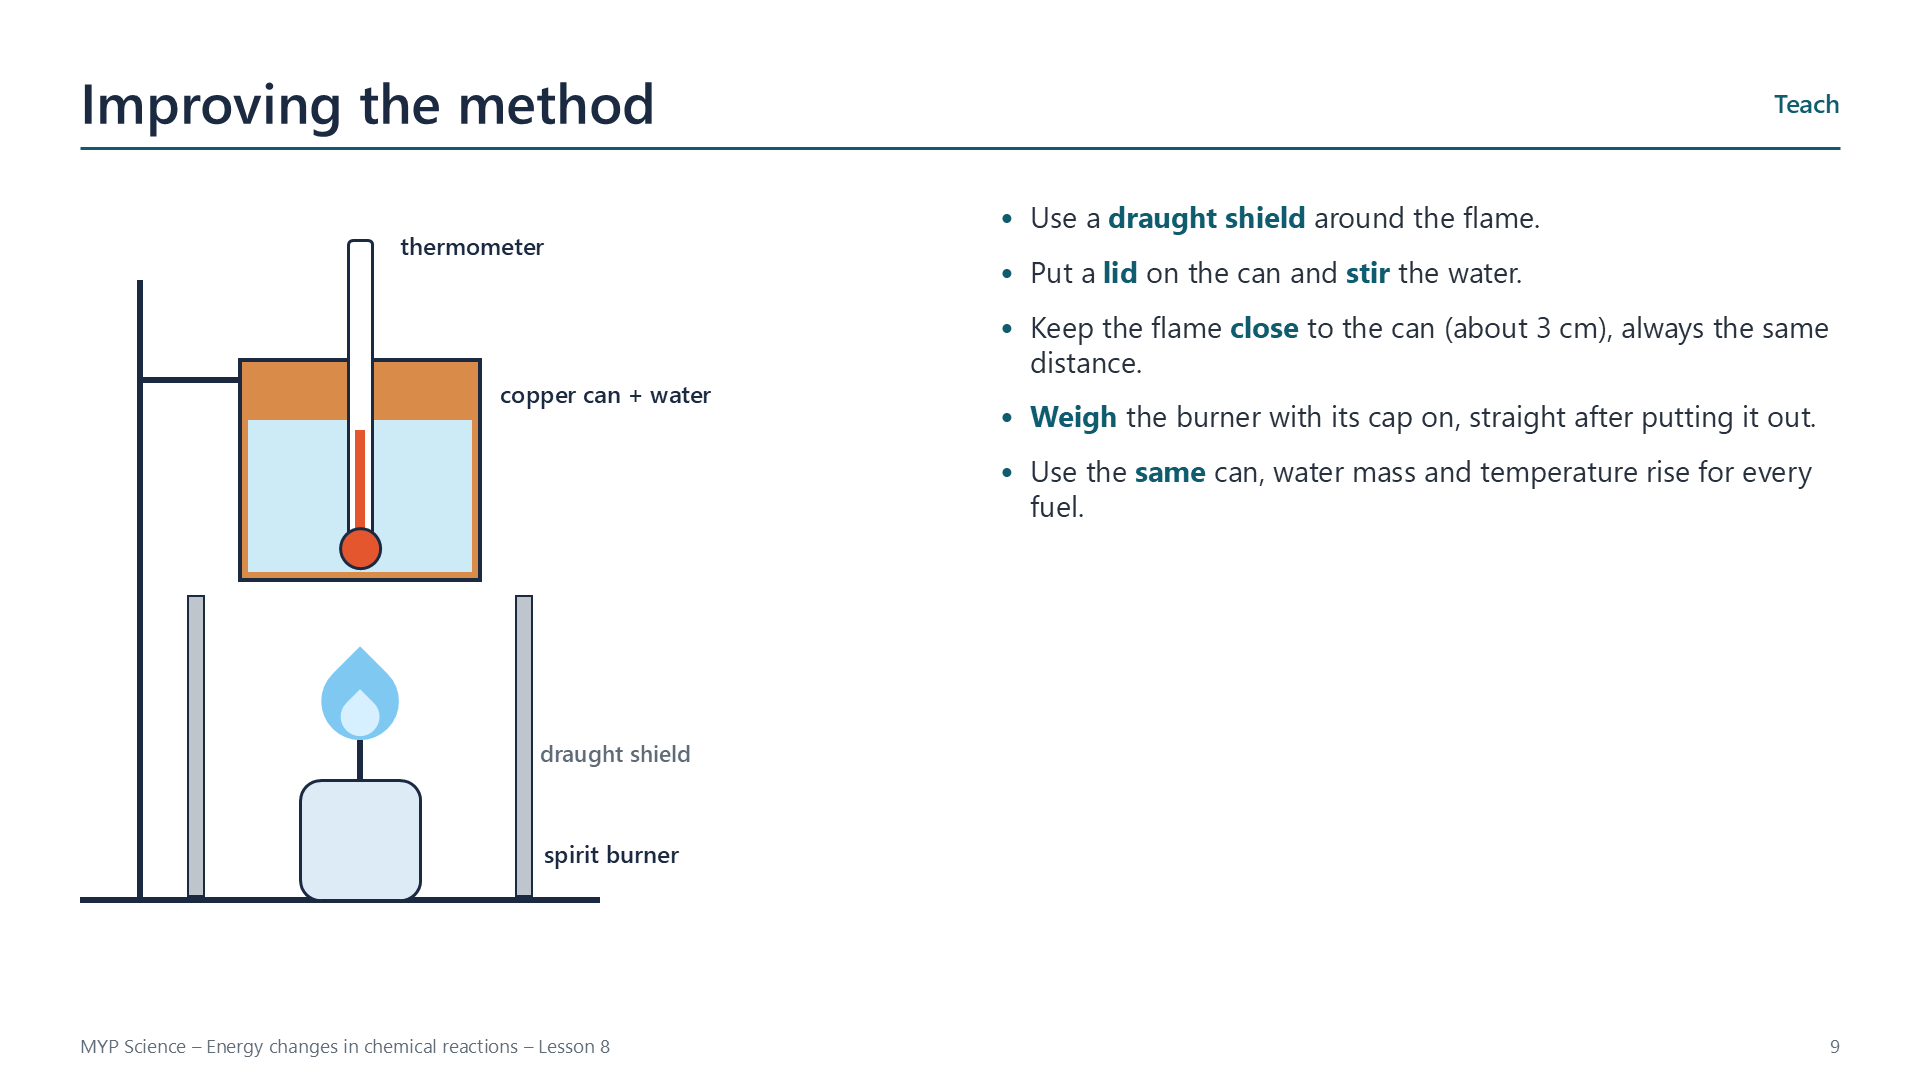 Improving the method
Teach
thermometer
copper can + water
draught shield
spirit burner
• Use a draught shield around the flame.
• Put a lid on the can and stir the water.
• Keep the flame close to the can (about 3 cm), always the same
distance.
• Weigh the burner with its cap on, straight after putting it out.
• Use the same can, water mass and temperature rise for every
fuel.
MYP Science – Energy changes in chemical reactions – Lesson 8
9